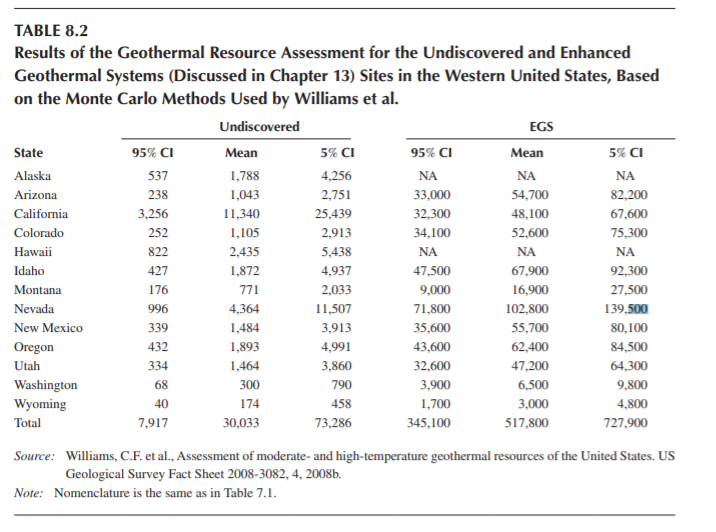 TABLE 8.2
Results of the Geothermal Resource Assessment for the Undiscovered and Enhanced
Geothermal Systems (Discussed in Chapter 13) Sites in the Western United States, Based
on the Monte Carlo Methods Used by Williams et al.
Undiscovered EGS
State 95% CI Mean 5% CI 95% CI Mean 5% CI
Alaska 537 1,788 4,256 NA NA NA
Arizona 238 1,043 2,751 33,000 54,700 82,200
California 3,256 11,340 25,439 32,300 48,100 67,600
Colorado 252 1,105 2,913 34,100 52,600 75,300
Hawaii 822 2,435 5,438 NA NA NA
Idaho 427 1,872 4,937 47,500 67,900 92,300
Montana 176 771 2,033 9,000 16,900 27,500
Nevada 996 4,364 11,507 71,800 102,800 139,500
New Mexico 339 1,484 3,913 35,600 55,700 80,100
Oregon 432 1,893 4,991 43,600 62,400 84,500
Utah 334 1,464 3,860 32,600 47,200 64,300
Washington 68 300 790 3,900 6,500 9,800
Wyoming 40 174 458 1,700 3,000 4,800
Total 7,917 30,033 73,286 345,100 517,800 727,900
Source: Williams, C.F. et al., Assessment of moderate- and high-temperature geothermal resources of the United States. US
Geological Survey Fact Sheet 2008-3082, 4, 2008b.
Note: Nomenclature is the same as in Table 7.1.